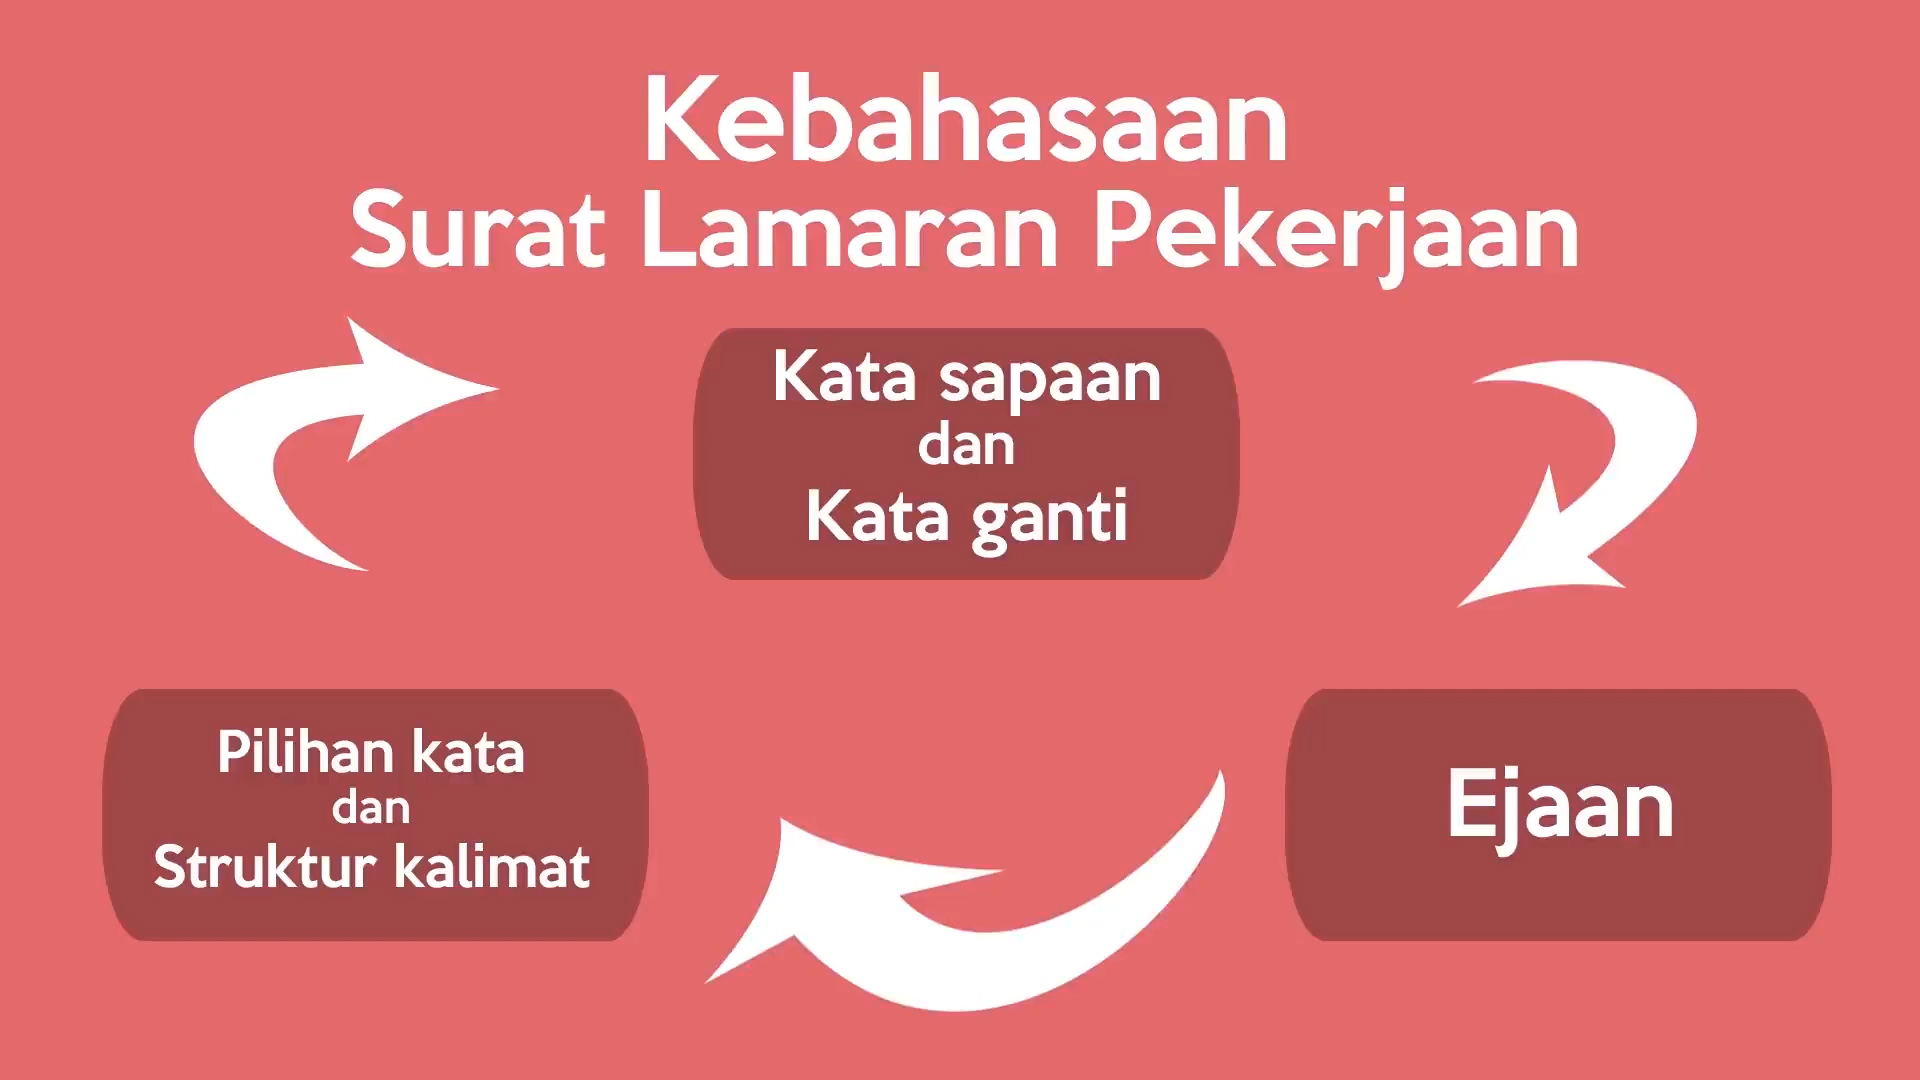 Kebahasaan
Surat Lamaran Pekerjaan
Kata sapaan
dan
Kata ganti
Pilihan kata
dan
Struktur kalimat
Ejaan